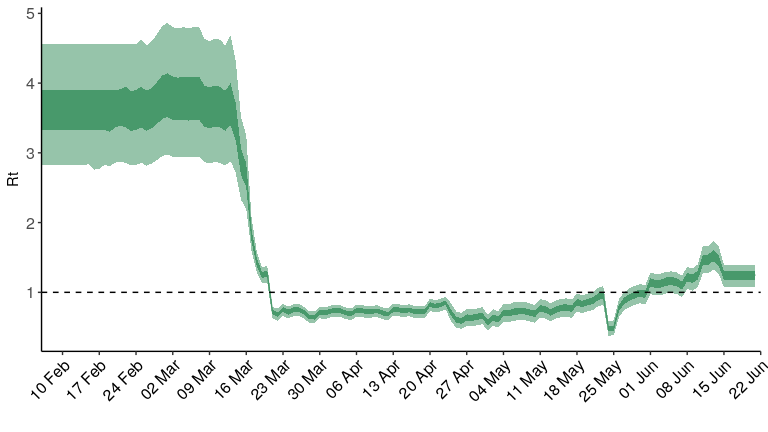 5
4
3
2
1
Rt
10 Feb
17 Feb
24 Feb
02 Mar
09 Mar
16 Mar
23 Mar
30 Mar
06 Apr
13 Apr
20 Apr
27 Apr
04 May
11 May
18 May
25 May
01 Jun
08 Jun
15 Jun
22 Jun